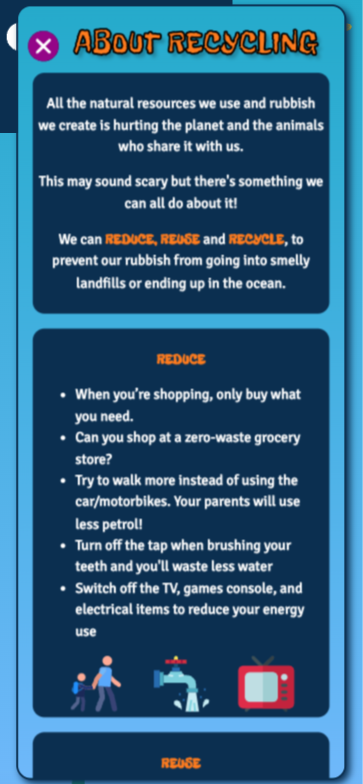 ABOUT RECYCLING
All the natural resources we use and rubbish
we create is hurting the planet and the animals
who share it with us.
This may sound scary but there's something we
can all do about it!
We can REDUCE, REUSE and RECYCLE, to
prevent our rubbish from going into smelly
landfills or ending up in the ocean.
REDUCE
• When you're shopping, only buy what
you need.
• Can you shop at a zero-waste grocery
store?
• Try to walk more instead of using the
car/motorbikes. Your parents will use
less petrol!
• Turn off the tap when brushing your
teeth and you'll waste less water
• Switch off the TV, games console, and
electrical items to reduce your energy
use
REUSE